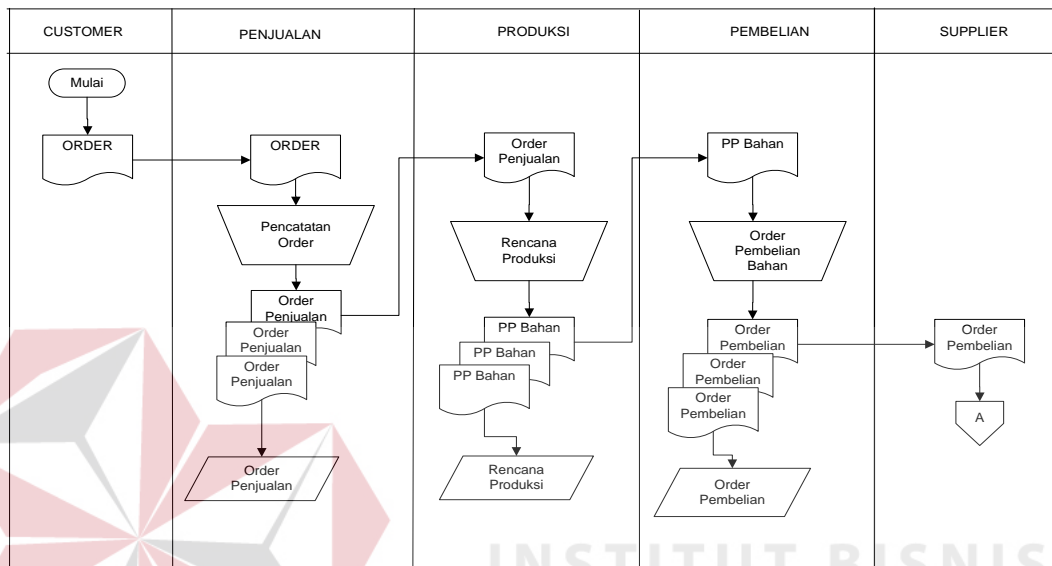 CUSTOMER
PENJUALAN
PRODUKSI
PEMBELIAN
SUPPLIER
Mulai
ORDER
ORDER
Pencatatan
Order
Order
Penjualan
Order
Penjualan
Order
Penjualan
Order
Penjualan
Order
Penjualan
Rencana
Produksi
PP Bahan
PP Bahan
PP Bahan
Rencana
Produksi
PP Bahan
Order
Pembelian
Bahan
Order
Pembelian
Order
Pembelian
Order
Pembelian
Order
Pembelian
Order
Pembelian
A
INSTITUT BISNIS